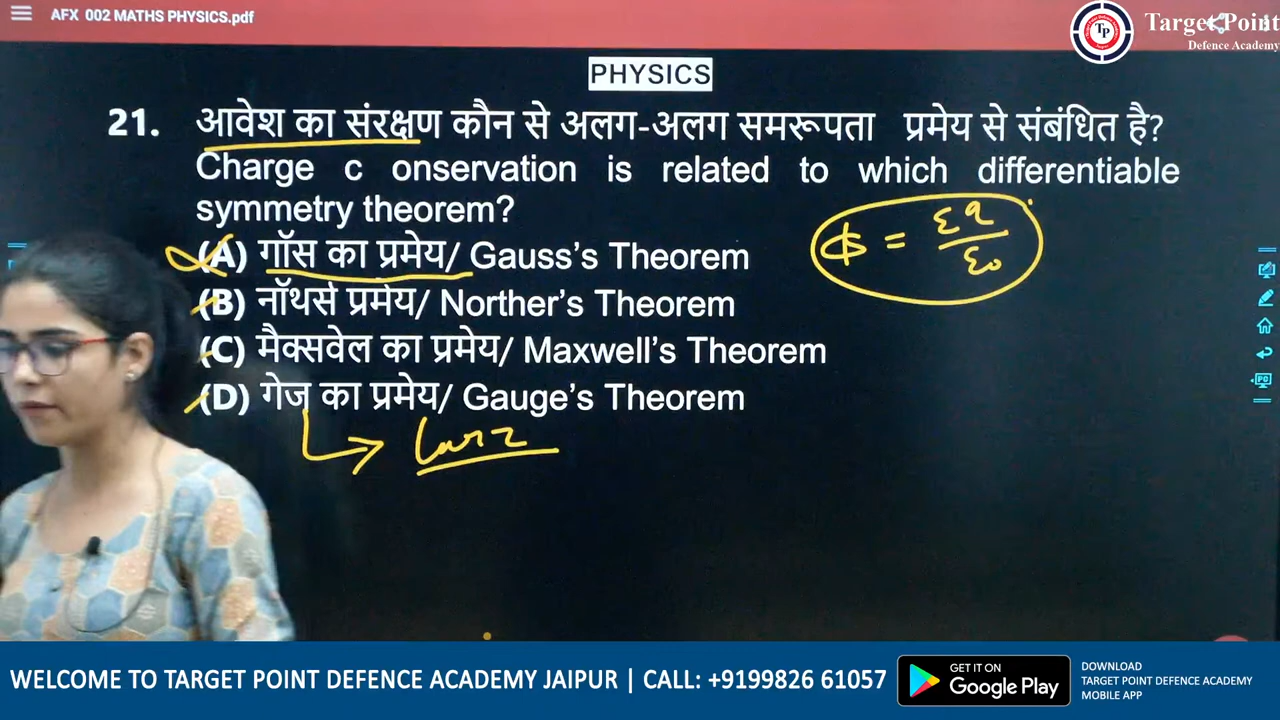 AFX 002 MATHS PHYSICS.pdf
Target Point
Defence Academy
TP
PHYSICS
21. आवेश का संरक्षण कौन से अलग-अलग समरूपता प्रमेय से संबंधित है?
Charge c onservation is related to which differentiable
symmetry theorem?
(A) गॉस का प्रमेय/ Gauss's Theorem
(B) नॉथर्स प्रमेय/ Norther's Theorem
(C) मैक्सवेल का प्रमेय/ Maxwell's Theorem
(D) गेज का प्रमेय/ Gauge's Theorem
ϕ = Σq/ε₀
WELCOME TO TARGET POINT DEFENCE ACADEMY JAIPUR | CALL: +9199826 61057
GET IT ON
Google Play
DOWNLOAD
TARGET POINT DEFENCE ACADEMY
MOBILE APP